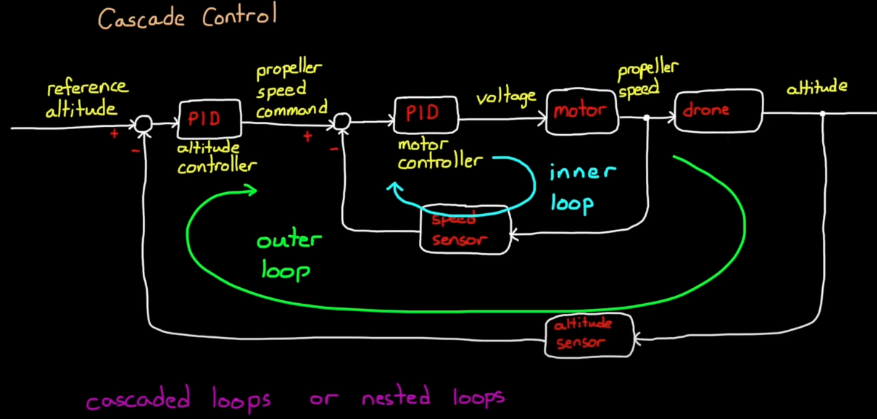 Cascade Control
reference
altitude
+
-
PID
altitude
controller
propeller
speed
command
+
-
PID
motor
controller
voltage
motor
propeller
speed
drone
altitude
inner
loop
speed
sensor
outer
loop
altitude
sensor
cascaded loops or nested loops